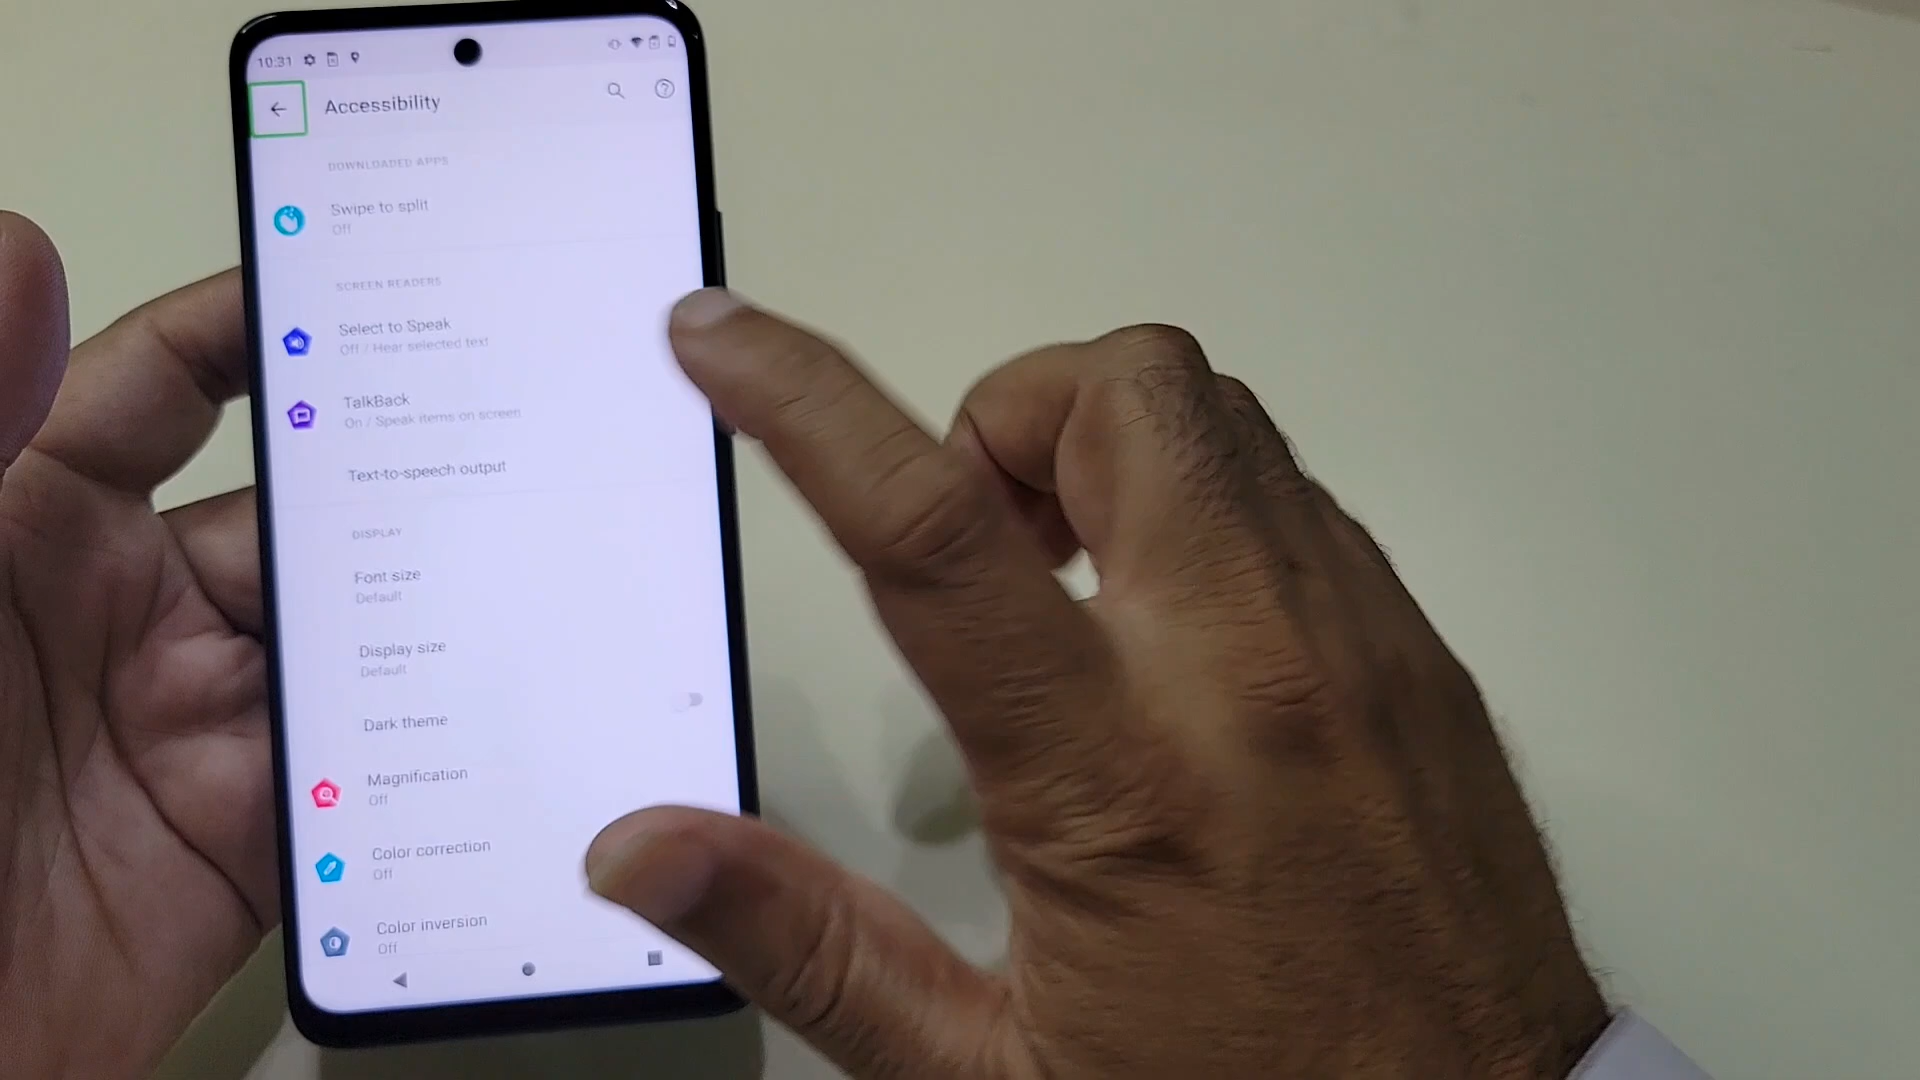 10:31
Accessibility
DOWNLOADED APPS
Swipe to split
Off
SCREEN READERS
Select to Speak
Off / Hear selected text
TalkBack
On / Speak items on screen
Text-to-speech output
DISPLAY
Font size
Default
Display size
Default
Dark theme
Magnification
Off
Color correction
Off
Color inversion
Off